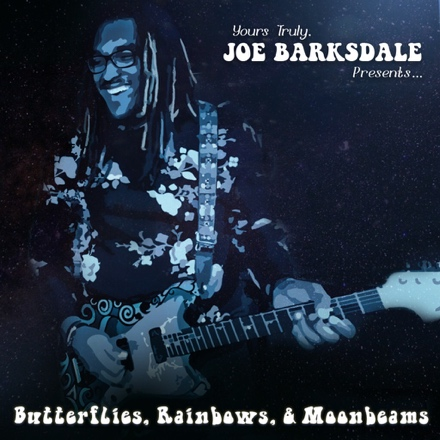 Yours Truly,
JOE BARKSDALE
Presents...
Butterflies, Rainbows, & Moonbeams